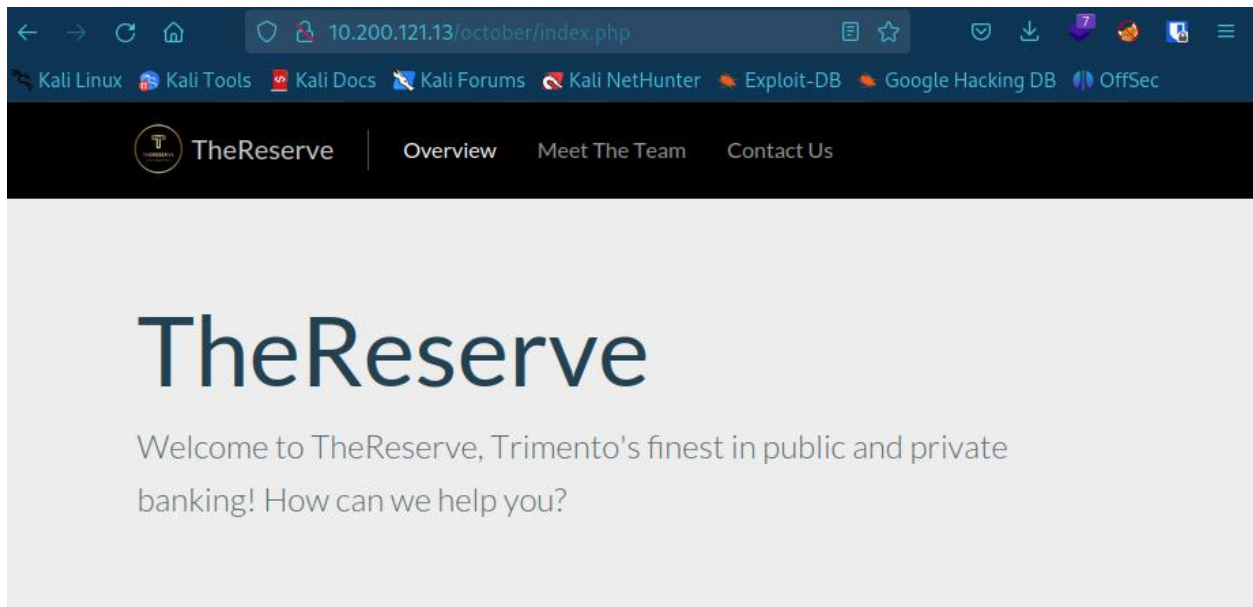 10.200.121.13/october/index.php
7
Kali Linux Kali Tools Kali Docs Kali Forums Kali NetHunter Exploit-DB Google Hacking DB OffSec
TheReserve Overview Meet The Team Contact Us
TheReserve
Welcome to TheReserve, Trimento's finest in public and private
banking! How can we help you?